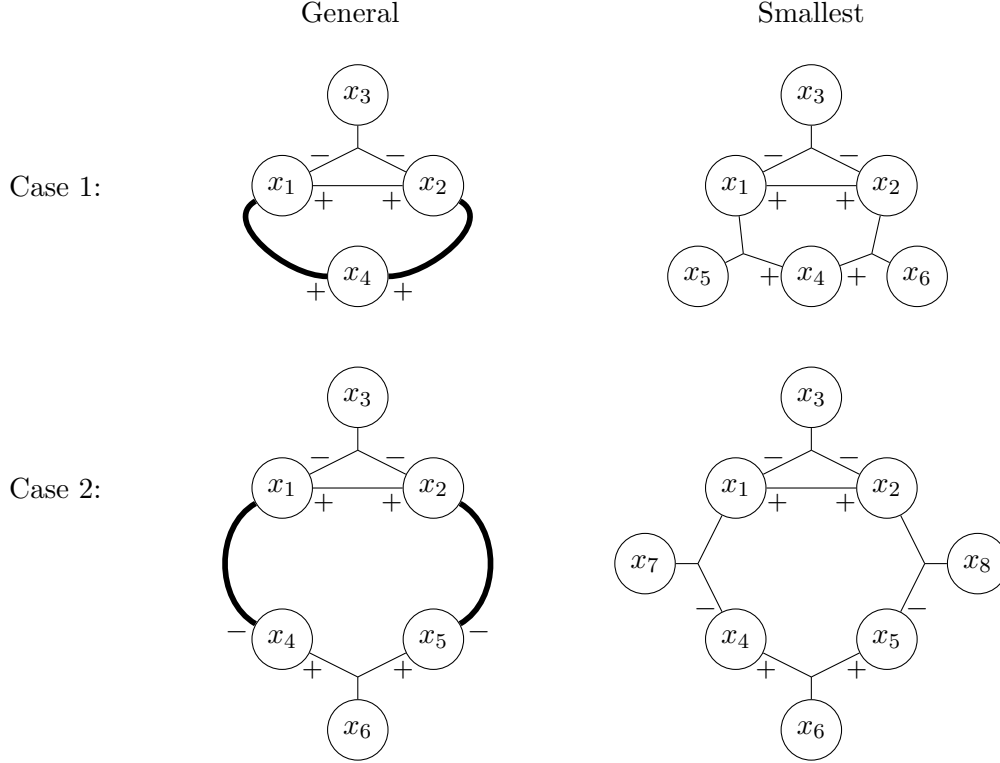 General Smallest
x₃ x₃
− − − −
Case 1: x₁ x₂ x₁ x₂
+ + + +
x₄ x₅ x₄ x₆
+ + + +
x₃ x₃
− − − −
Case 2: x₁ x₂ x₁ x₂
+ + + +
x₇ x₈
− x₄ x₅ − − x₄ x₅ −
+ + + +
x₆ x₆